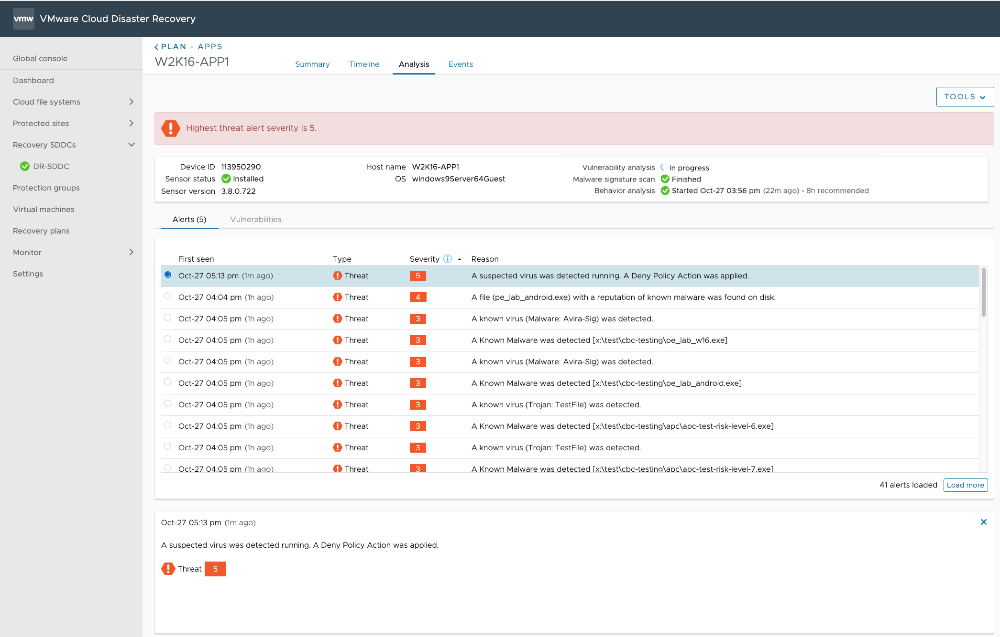 vmw VMware Cloud Disaster Recovery
Global console
Dashboard
Cloud file systems
Protected sites
Recovery SDDCs
DR-SDDC
Protection groups
Virtual machines
Recovery plans
Monitor
Settings
PLAN - APPS
W2K16-APP1
Summary Timeline Analysis Events
TOOLS
Highest threat alert severity is 5.
Device ID 113950290
Sensor status Installed
Sensor version 3.8.0.722
Host name W2K16-APP1
OS windows9Server64Guest
Vulnerability analysis In progress
Malware signature scan Finished
Behavior analysis Started Oct-27 03:56 pm (22m ago) - 8h recommended
Alerts (5) Vulnerabilities
First seen Type Severity Reason
Oct-27 05:13 pm (1m ago) Threat 5 A suspected virus was detected running. A Deny Policy Action was applied.
Oct-27 04:04 pm (1h ago) Threat 4 A file (pe_lab_android.exe) with a reputation of known malware was found on disk.
Oct-27 04:05 pm (1h ago) Threat 3 A known virus (Malware: Avira-Sig) was detected.
Oct-27 04:05 pm (1h ago) Threat 3 A Known Malware was detected [x:\test\cbc-testing\pe_lab_w16.exe]
Oct-27 04:05 pm (1h ago) Threat 3 A known virus (Malware: Avira-Sig) was detected.
Oct-27 04:05 pm (1h ago) Threat 3 A Known Malware was detected [x:\test\cbc-testing\pe_lab_android.exe]
Oct-27 04:05 pm (1h ago) Threat 3 A known virus (Trojan: TestFile) was detected.
Oct-27 04:05 pm (1h ago) Threat 3 A Known Malware was detected [x:\test\cbc-testing\apc\apc-test-risk-level-6.exe]
Oct-27 04:05 pm (1h ago) Threat 3 A known virus (Trojan: TestFile) was detected.
Oct-27 04:05 pm (1h ago) Threat 3 A Known Malware was detected [x:\test\cbc-testing\apc\apc-test-risk-level-7.exe]
41 alerts loaded Load more
Oct-27 05:13 pm (1m ago)
A suspected virus was detected running. A Deny Policy Action was applied.
Threat 5